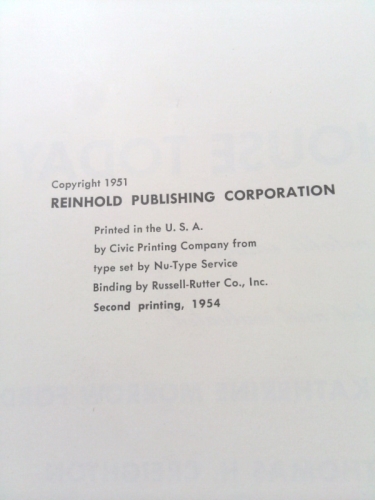 Copyright 1951
REINHOLD PUBLISHING CORPORATION
Printed in the U. S. A.
by Civic Printing Company from
type set by Nu-Type Service
Binding by Russell-Rutter Co., Inc.
Second printing, 1954